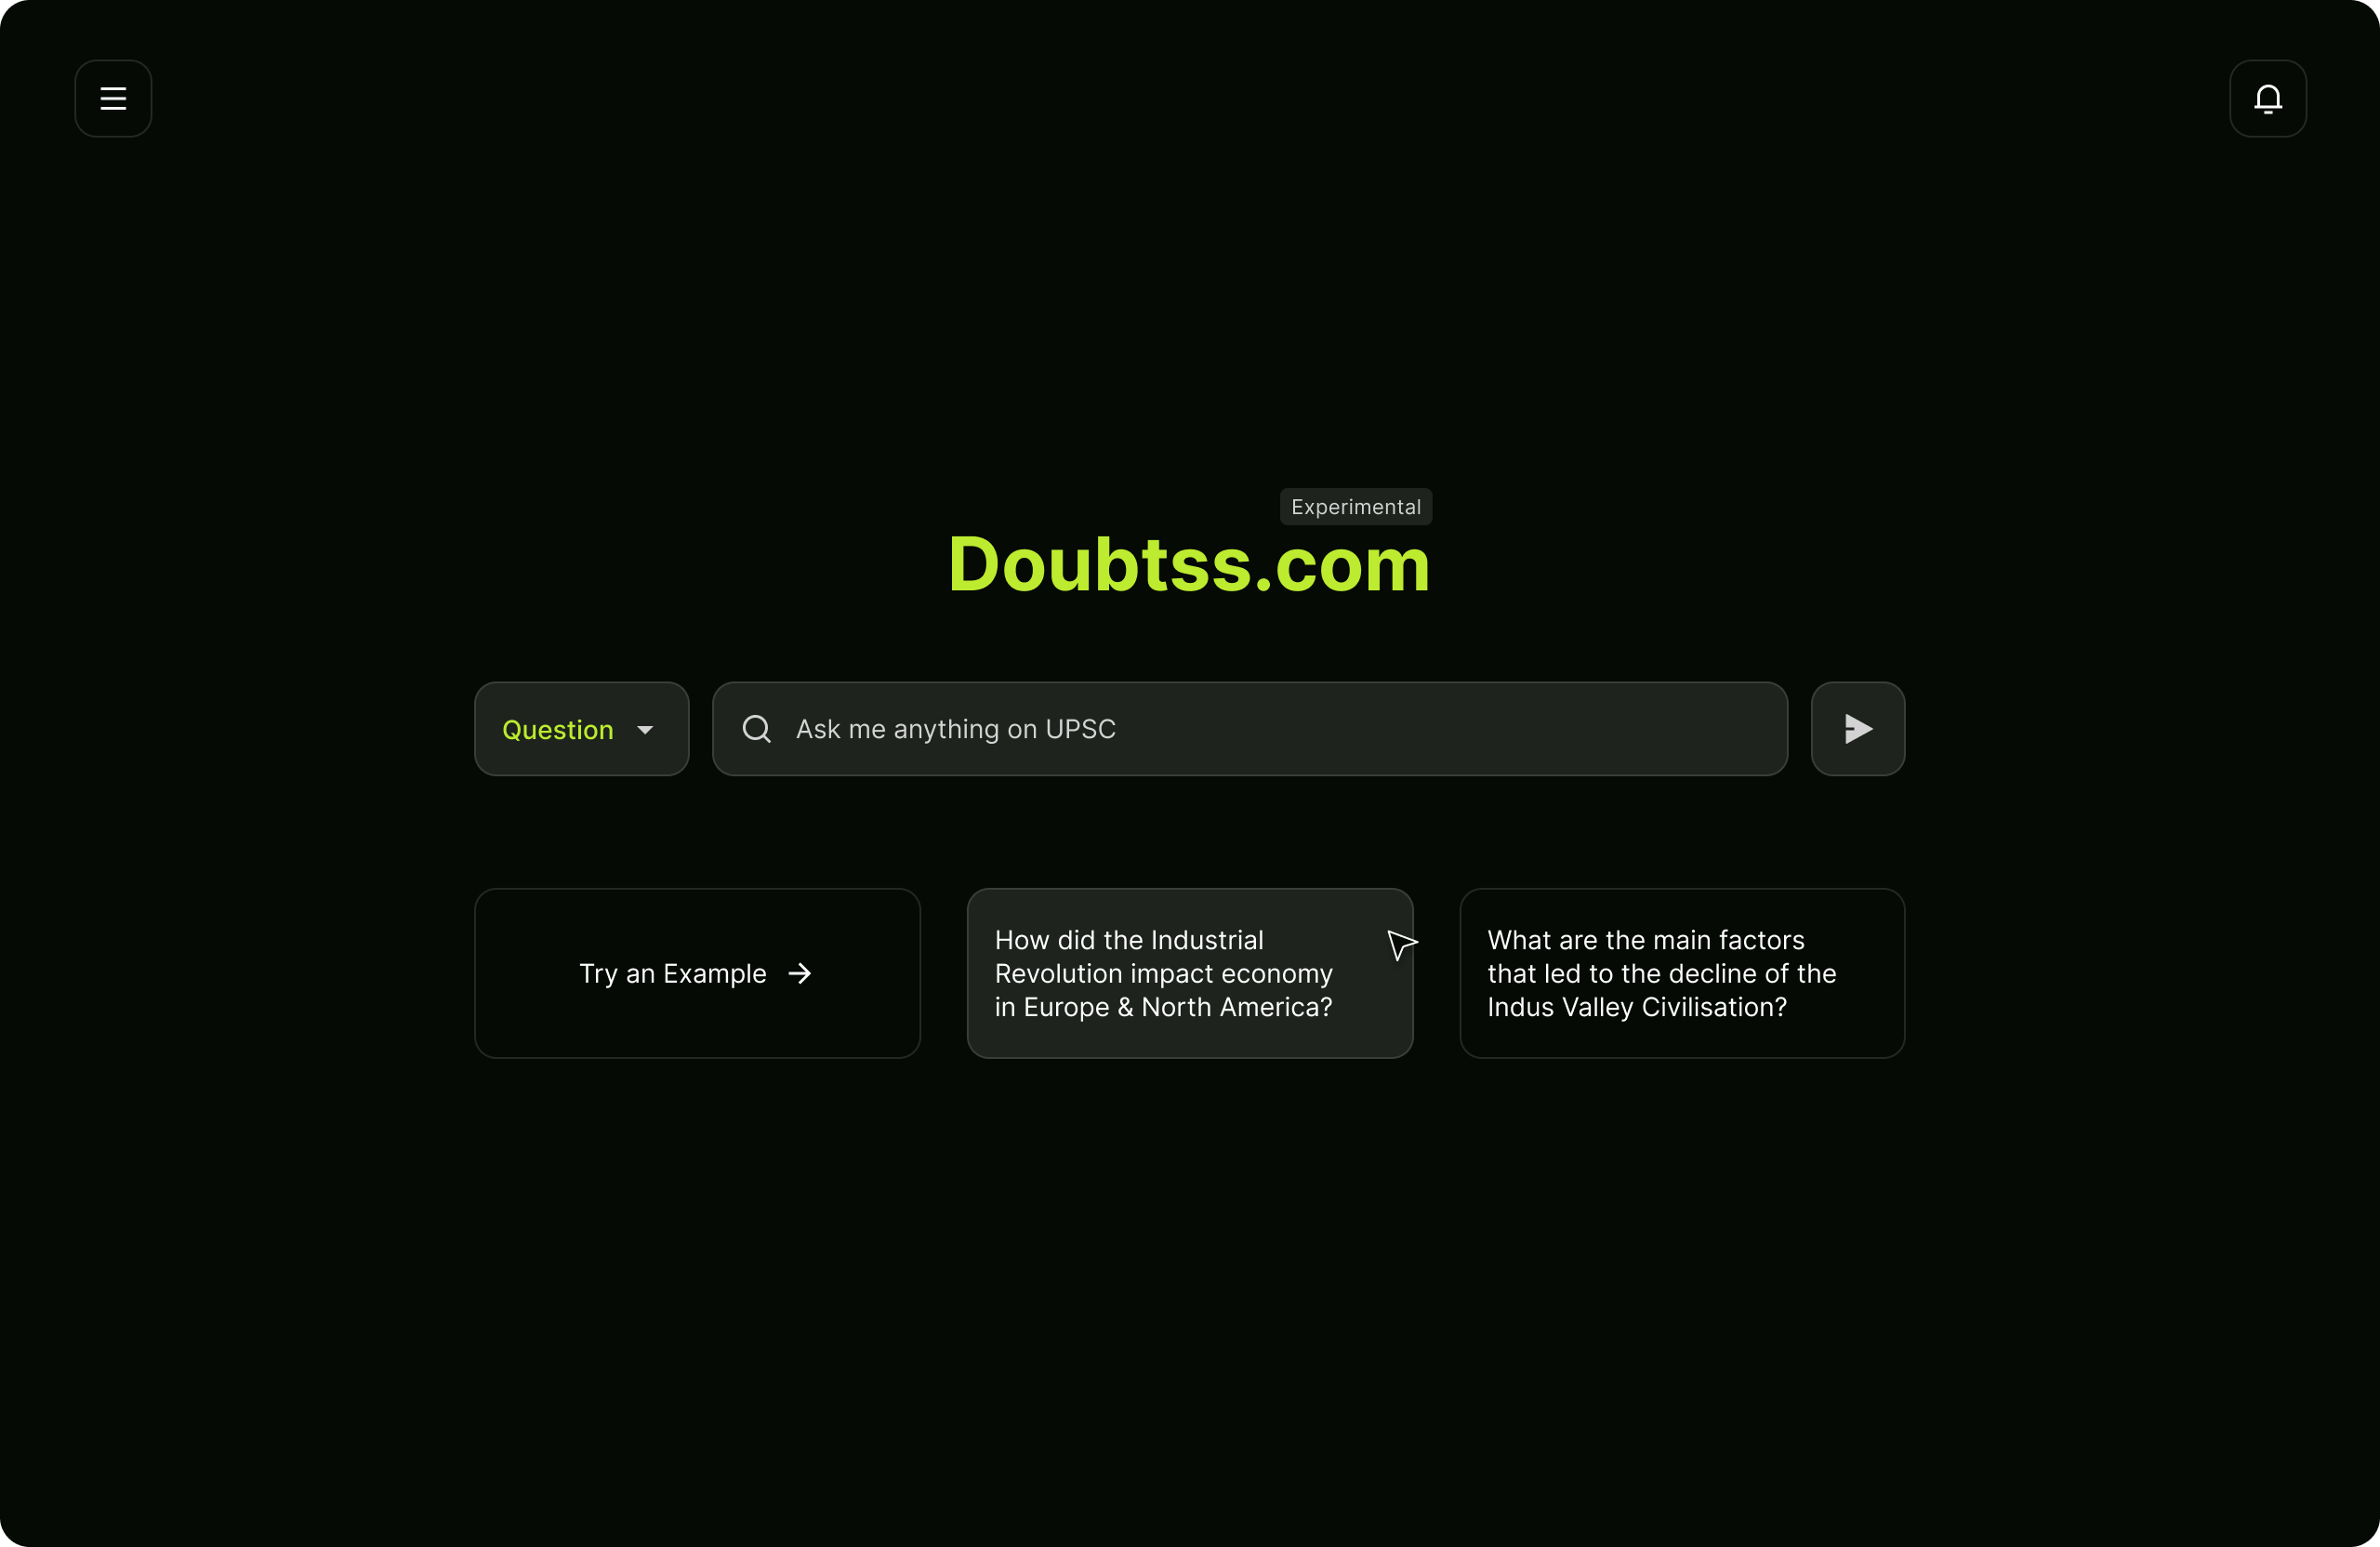 Experimental
Doubtss.com
Question
Ask me anything on UPSC
Try an Example
How did the Industrial
Revolution impact economy
in Europe & North America?
What are the main factors
that led to the decline of the
Indus Valley Civilisation?